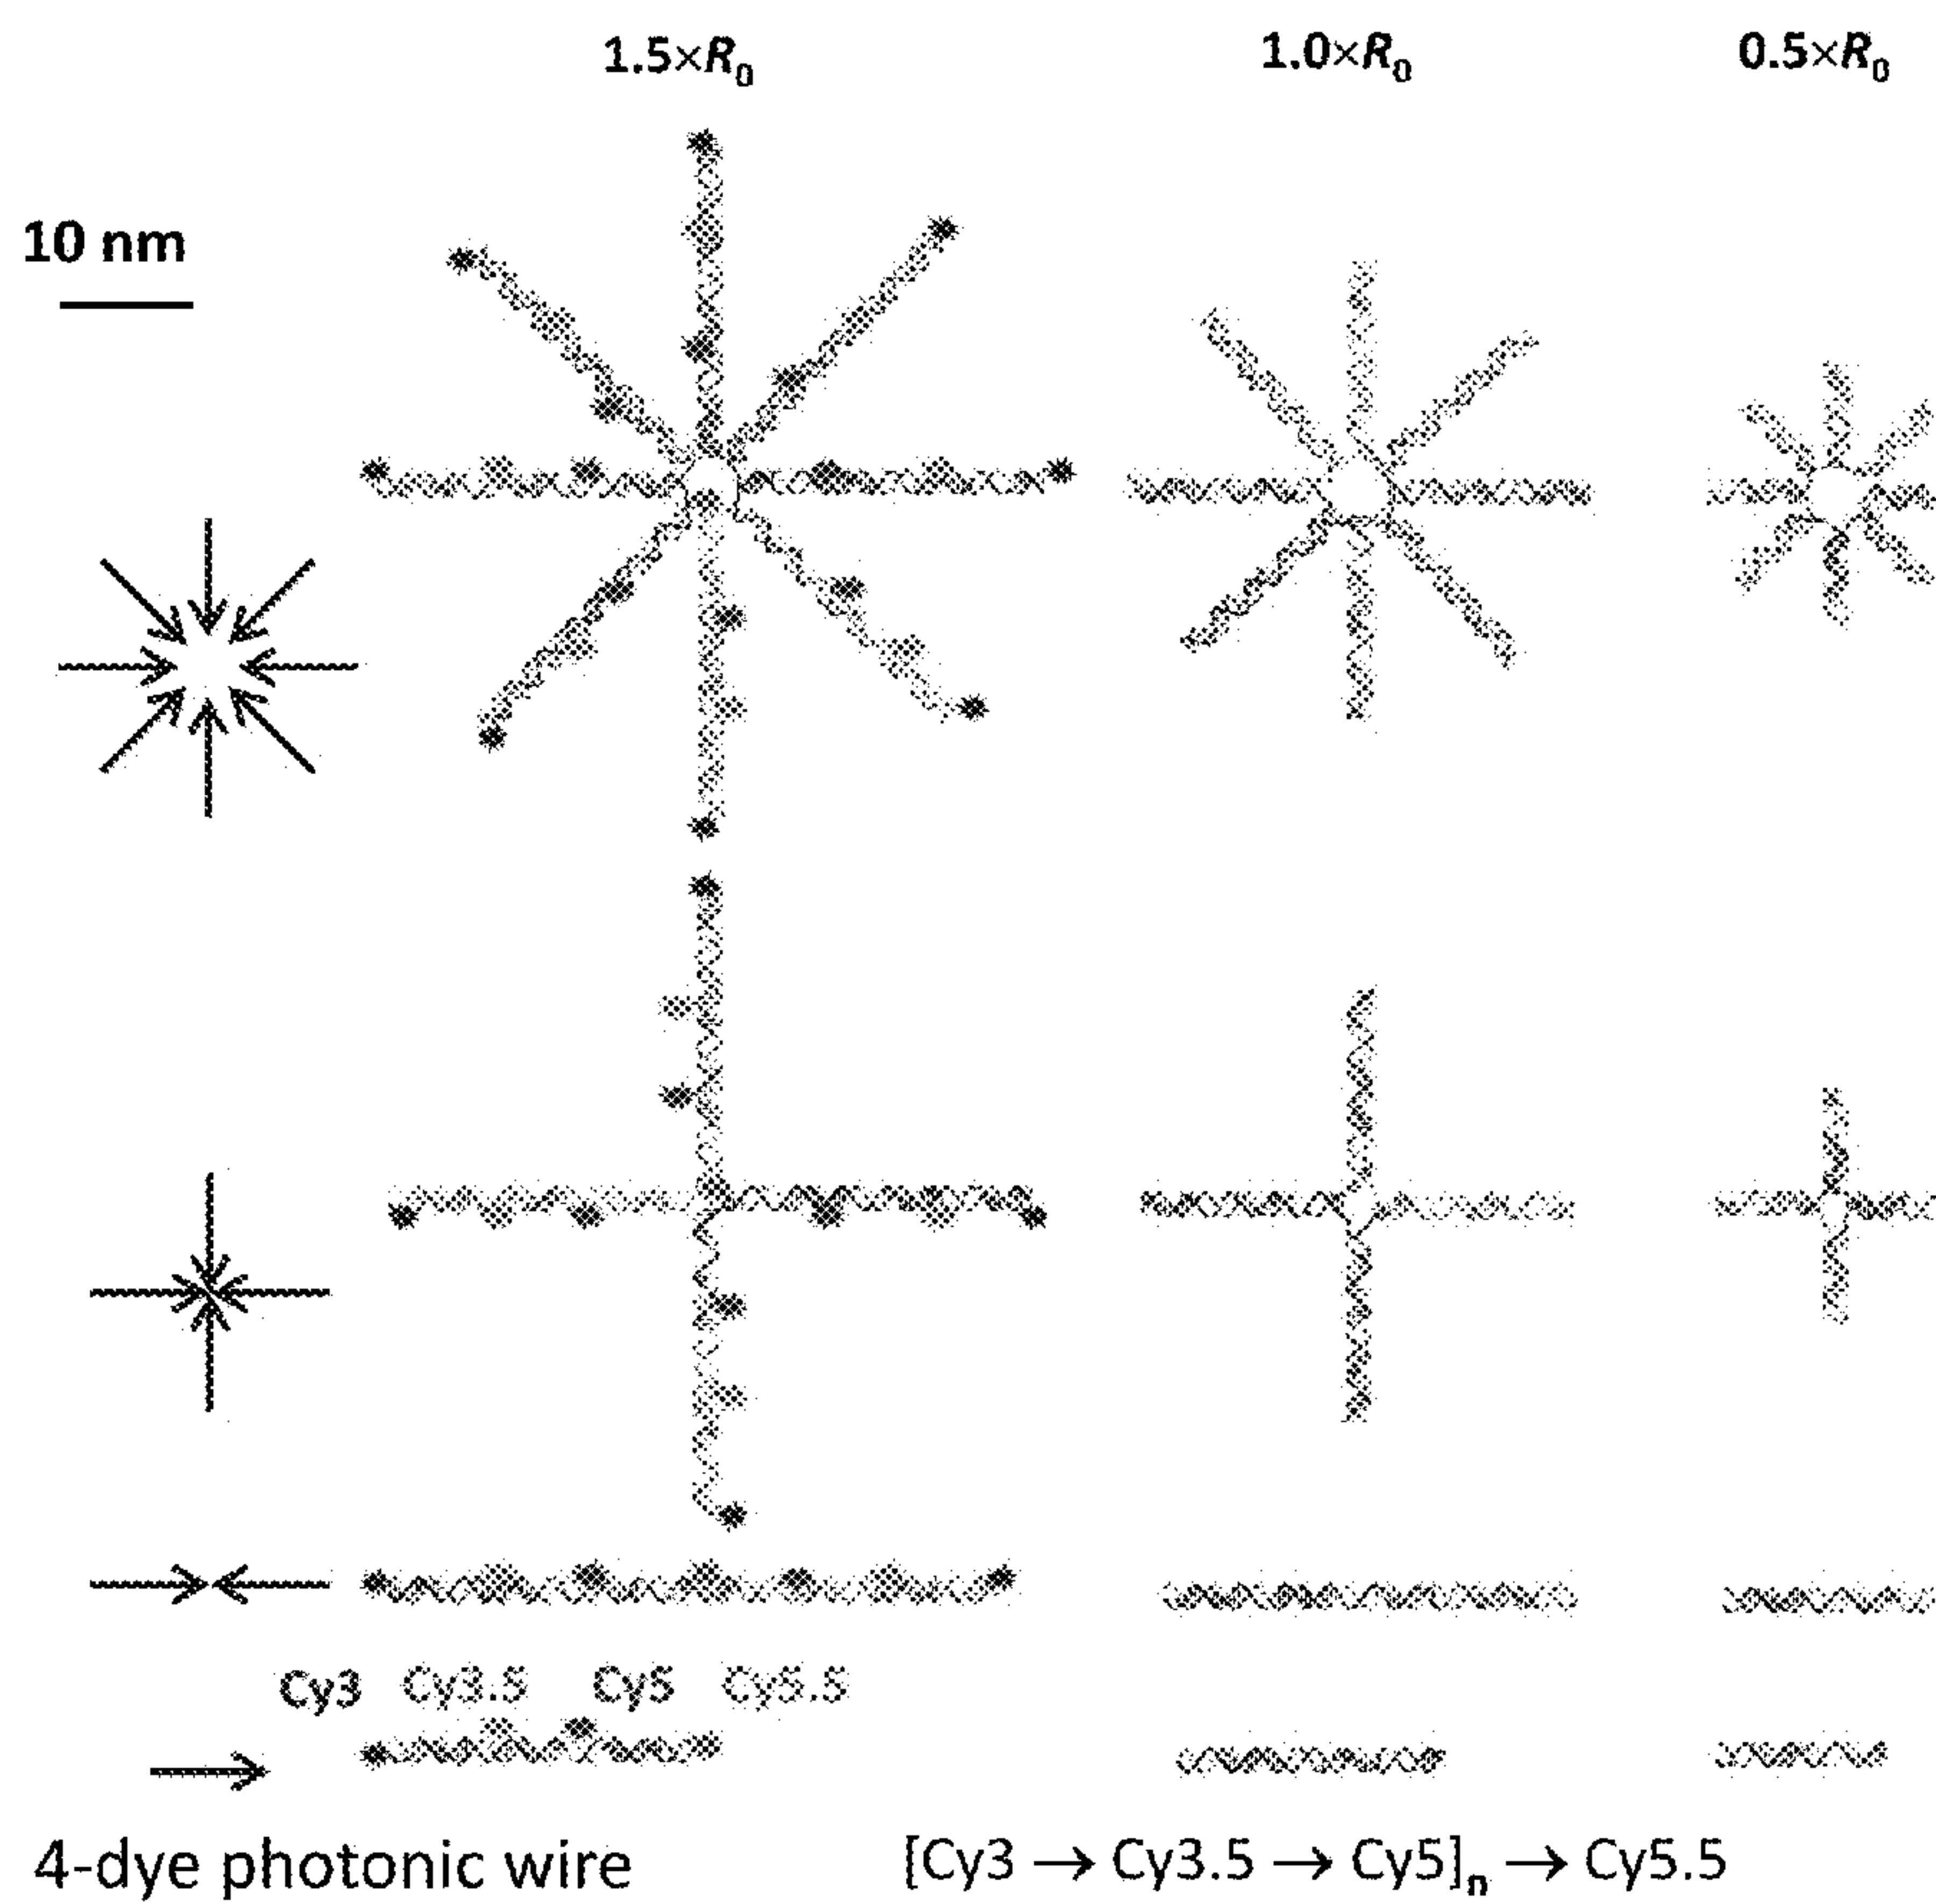 1.5×R₀ 1.0×R₀ 0.5×R₀
10 nm
Cy3 Cy3.5 Cy5 Cy5.5
4-dye photonic wire [Cy3 → Cy3.5 → Cy5]ₙ → Cy5.5